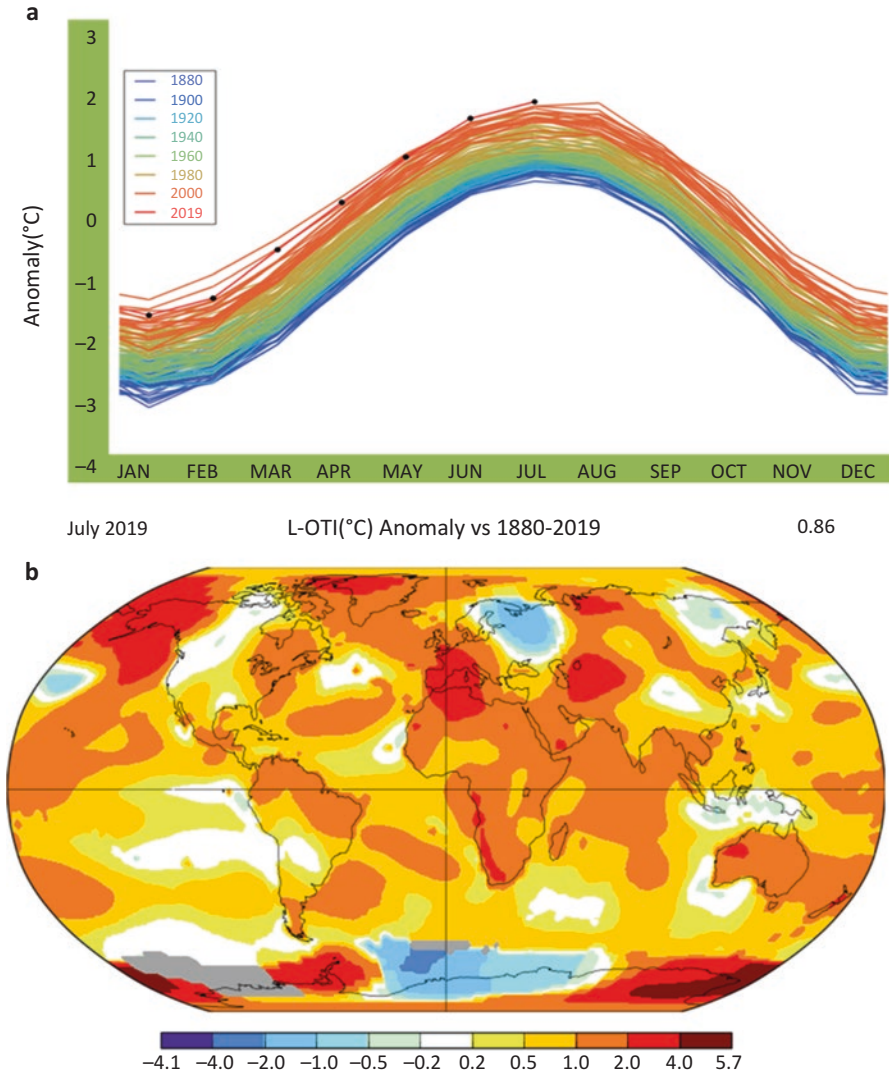 a
3
2
1
0
–1
–2
–3
–4
Anomaly(°C)
1880
1900
1920
1940
1960
1980
2000
2019
JAN FEB MAR APR MAY JUN JUL AUG SEP OCT NOV DEC
July 2019 L-OTI(°C) Anomaly vs 1880-2019 0.86
b
–4.1 –4.0 –2.0 –1.0 –0.5 –0.2 0.2 0.5 1.0 2.0 4.0 5.7